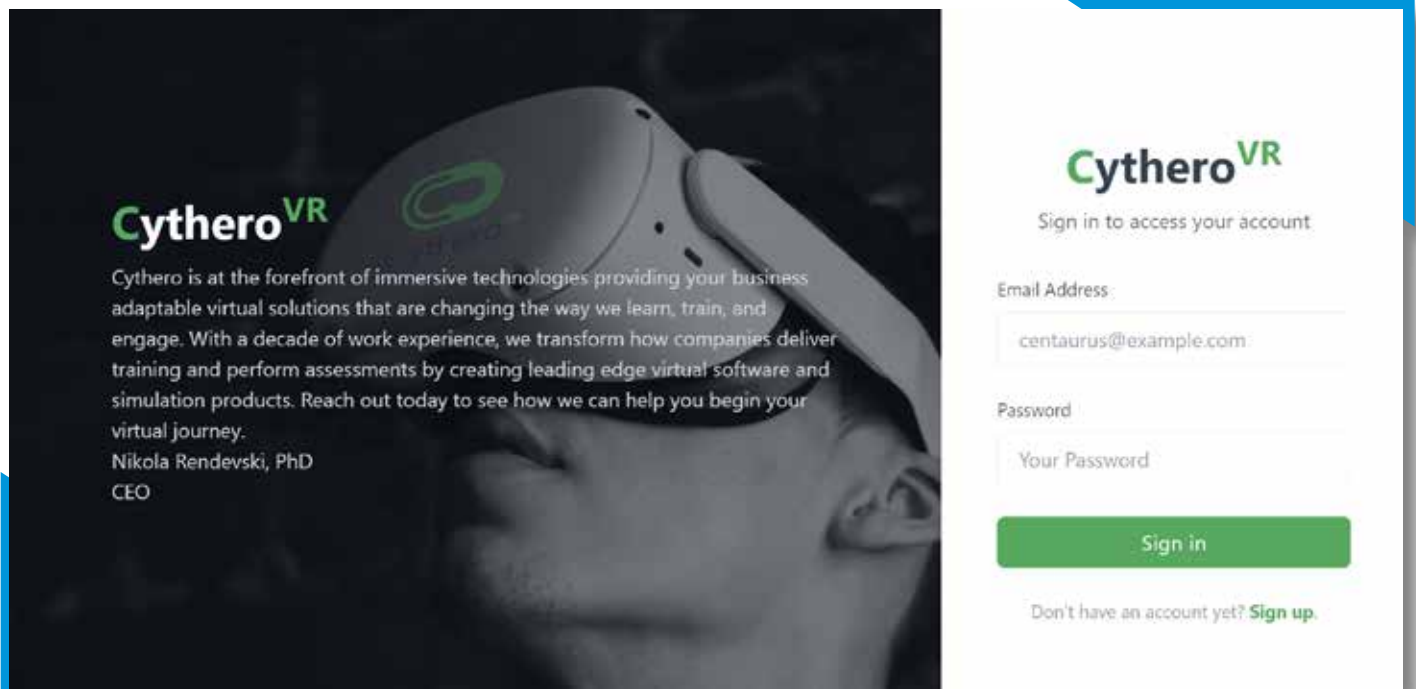 CytheroVR
Cythero is at the forefront of immersive technologies providing your business
adaptable virtual solutions that are changing the way we learn, train, and
engage. With a decade of work experience, we transform how companies deliver
training and perform assessments by creating leading edge virtual software and
simulation products. Reach out today to see how we can help you begin your
virtual journey.
Nikola Rendevski, PhD
CEO
CytheroVR
Sign in to access your account
Email Address
centaurus@example.com
Password
Your Password
Sign in
Don't have an account yet? Sign up.